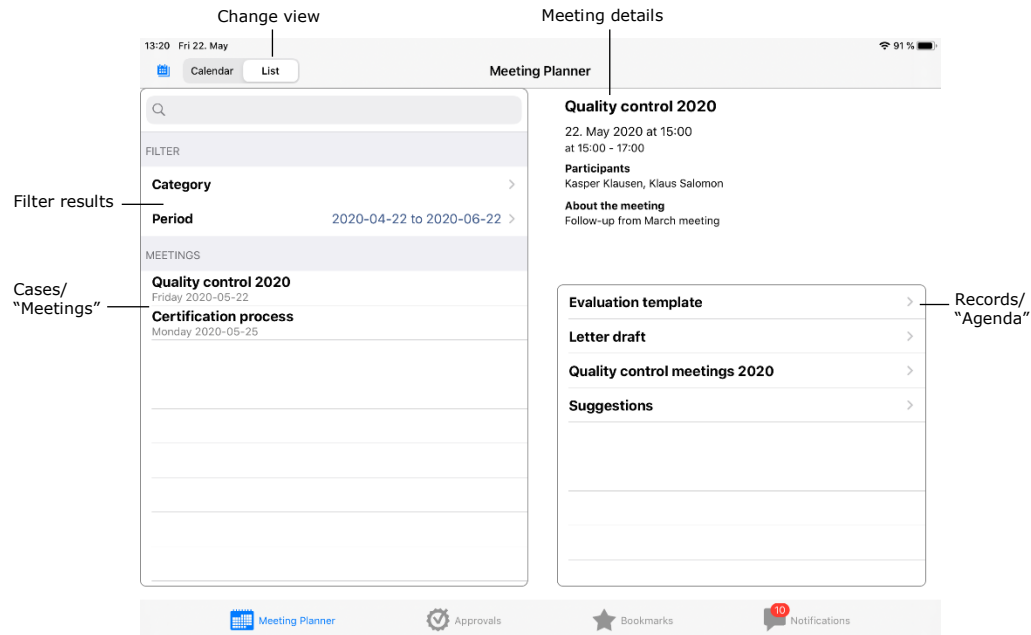 Change view
Meeting details
13:20 Fri 22. May
91 %
Calendar
List
Meeting Planner
Quality control 2020
22. May 2020 at 15:00
at 15:00 - 17:00
Participants
Kasper Klausen, Klaus Salomon
About the meeting
Follow-up from March meeting
FILTER
Category
Filter results
Period 2020-04-22 to 2020-06-22
MEETINGS
Quality control 2020
Friday 2020-05-22
Certification process
Monday 2020-05-25
Cases/
“Meetings”
Evaluation template
Letter draft
Quality control meetings 2020
Suggestions
Records/
“Agenda”
Meeting Planner
Approvals
Bookmarks
10
Notifications